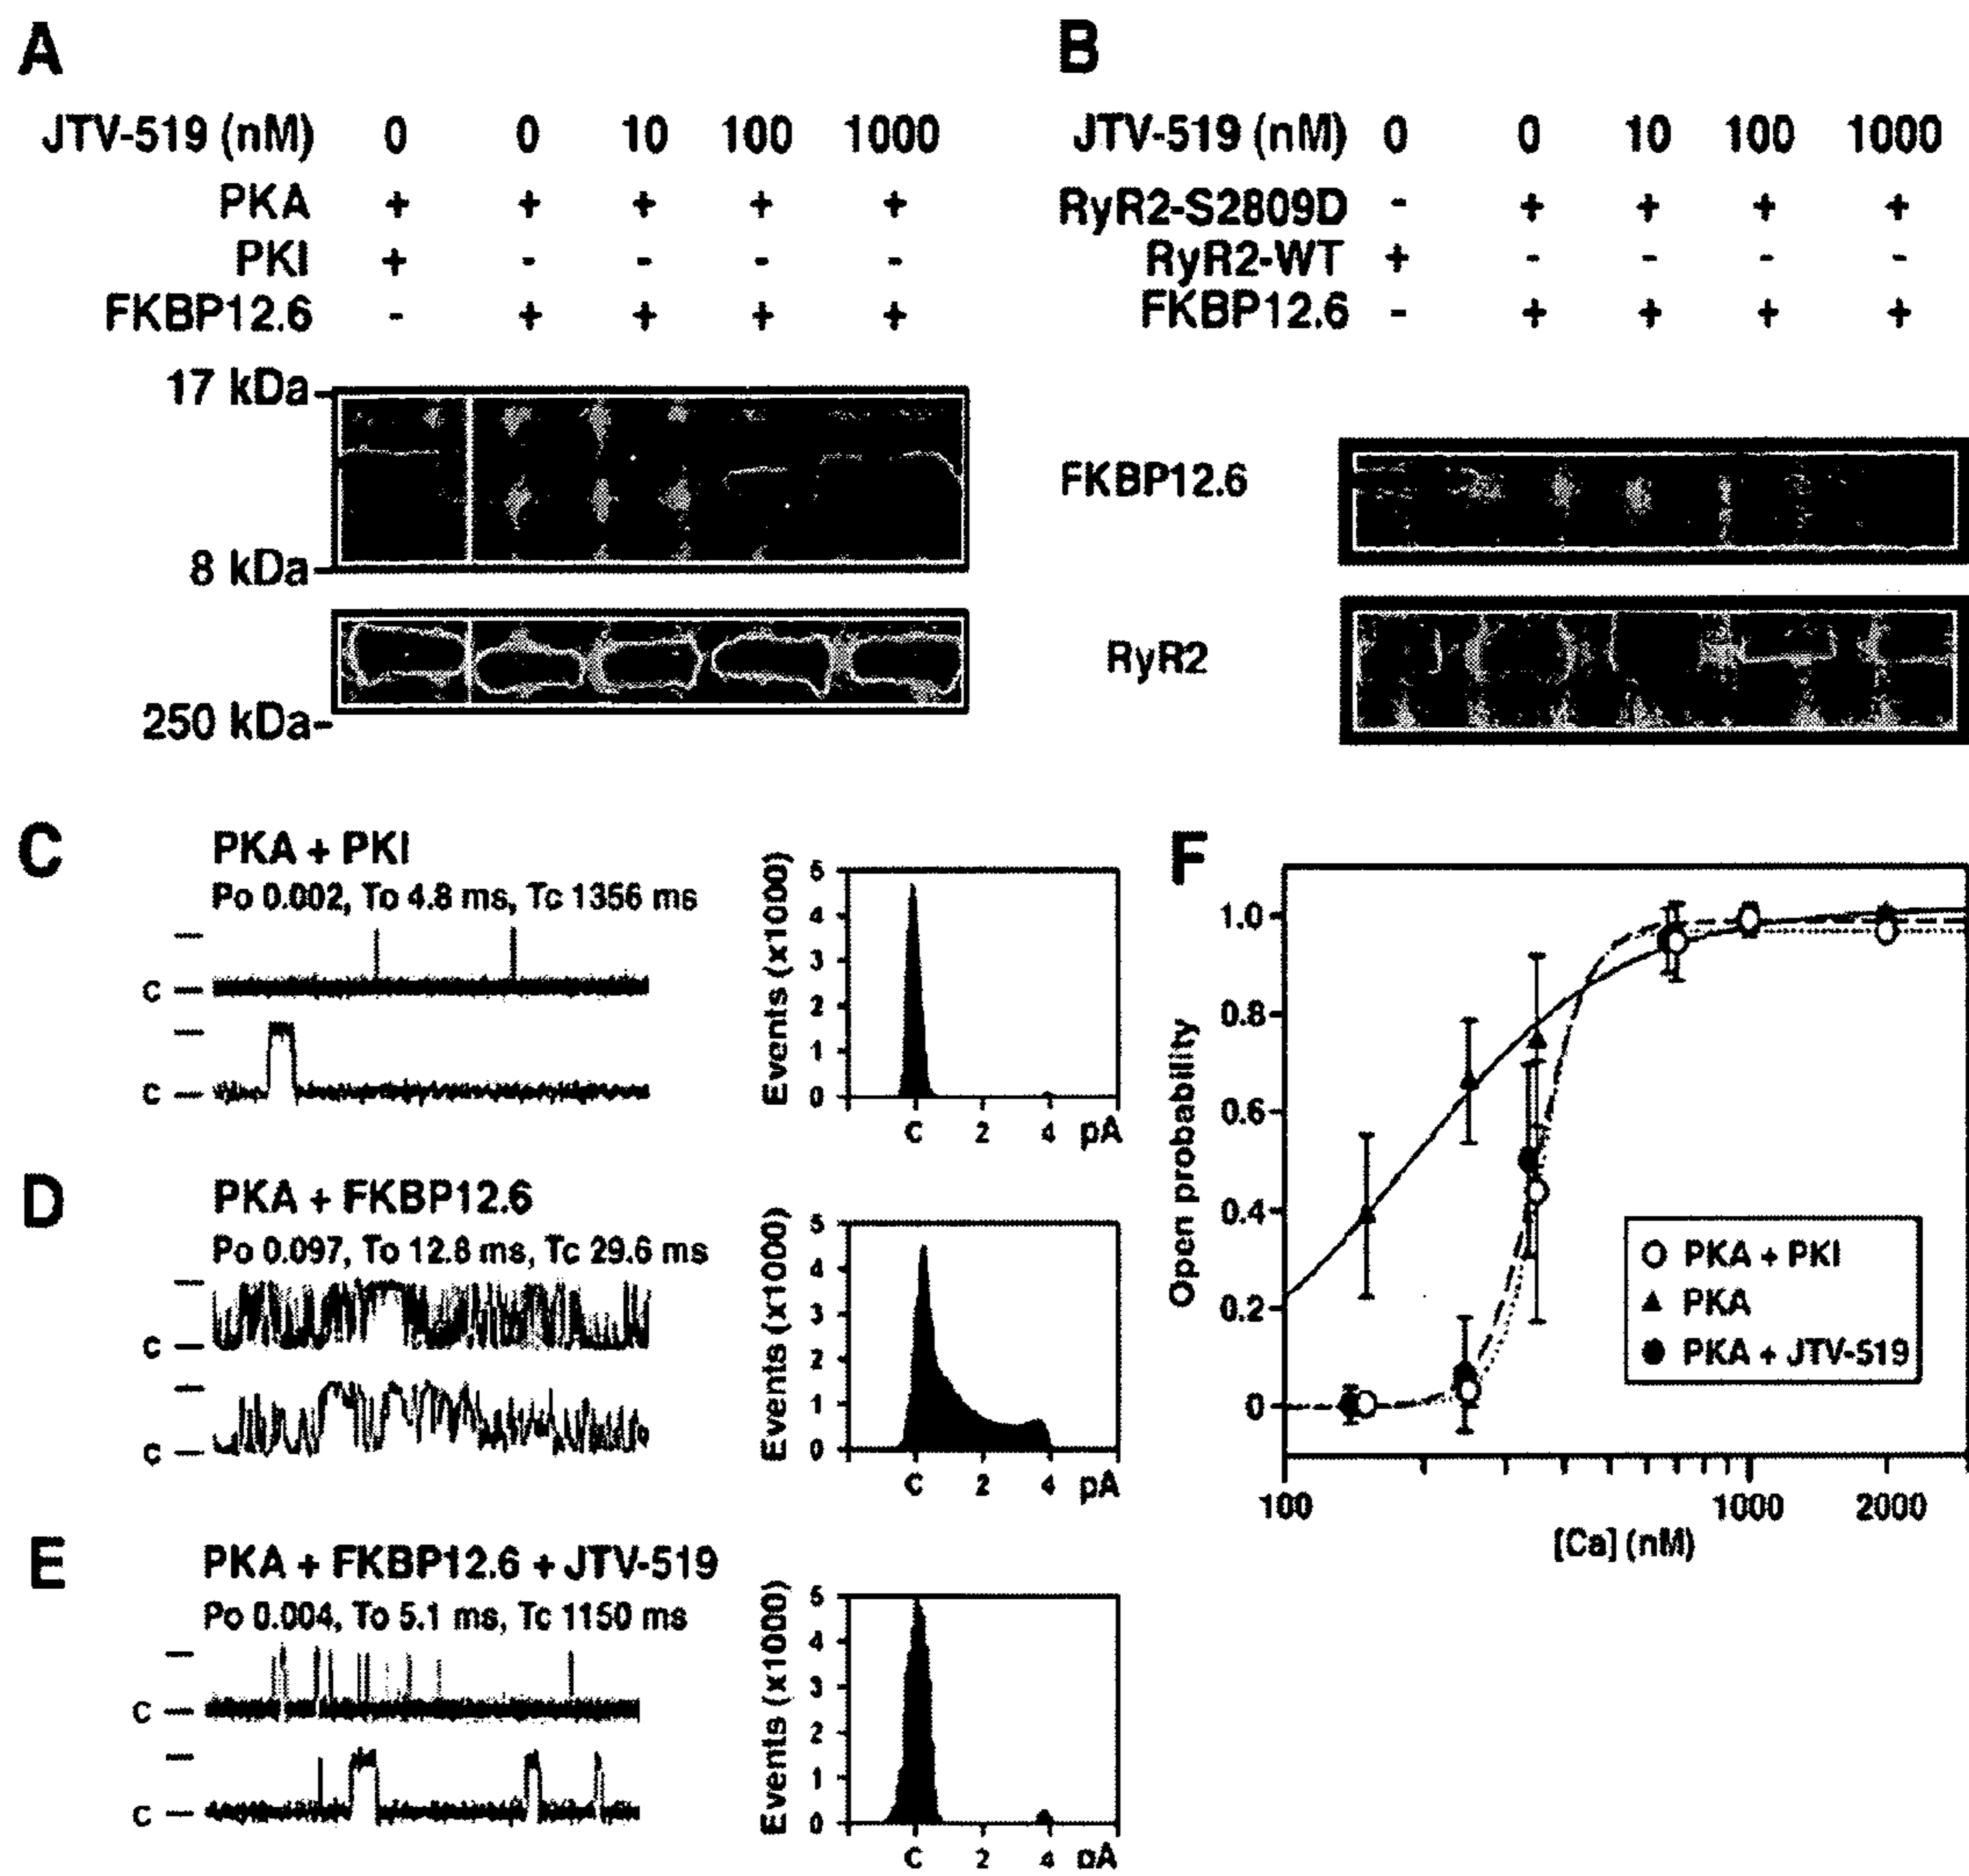 A
JTV-519 (nM) 0 0 10 100 1000
PKA + + + + +
PKI + - - - -
FKBP12.6 - + + + +
17 kDa-
8 kDa-
250 kDa-
B
JTV-519 (nM) 0 0 10 100 1000
RyR2-S2809D - + + + +
RyR2-WT + - - - -
FKBP12.6 - + + + +
FKBP12.6
RyR2
C
PKA + PKI
Po 0.002, To 4.8 ms, Tc 1356 ms
c
c
Events (x1000)
5
4
3
2
1
0
c 2 4 pA
D
PKA + FKBP12.6
Po 0.097, To 12.8 ms, Tc 29.6 ms
c
c
Events (x1000)
5
4
3
2
1
0
c 2 4 pA
E
PKA + FKBP12.6 + JTV-519
Po 0.004, To 5.1 ms, Tc 1150 ms
c
c
Events (x1000)
5
4
3
2
1
0
c 2 4 pA
F
Open probability
1.0
0.8
0.6
0.4
0.2
0
PKA + PKI
PKA
PKA + JTV-519
100 1000 2000
[Ca] (nM)